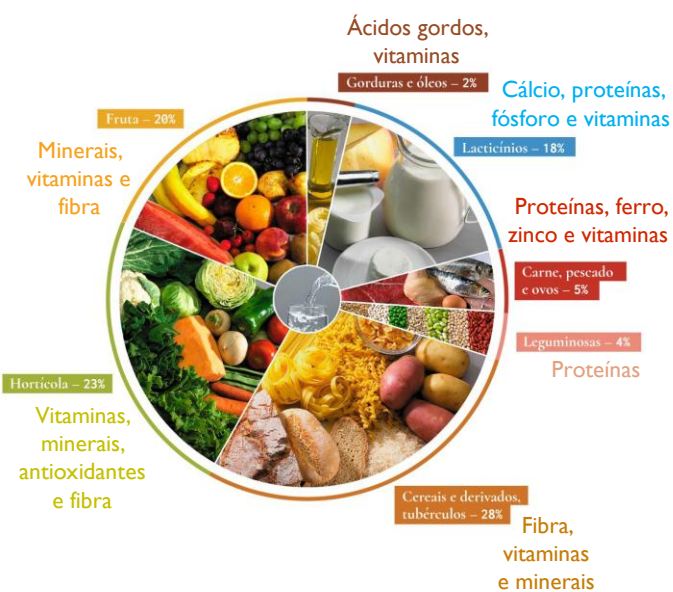 Ácidos gordos,
vitaminas
Gorduras e óleos – 2%
Cálcio, proteínas,
fósforo e vitaminas
Lacticínios – 18%
Proteínas, ferro,
zinco e vitaminas
Carne, pescado
e ovos – 5%
Leguminosas – 4%
Proteínas
Cereais e derivados,
tubérculos – 28%
Fibra,
vitaminas
e minerais
Hortícola – 23%
Vitaminas,
minerais,
antioxidantes
e fibra
Fruta – 20%
Minerais,
vitaminas e
fibra